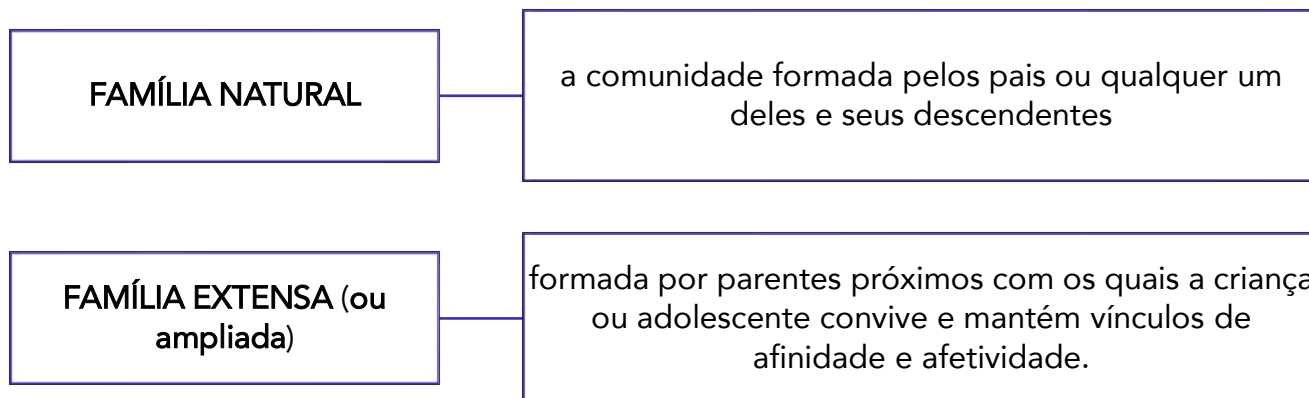 FAMÍLIA NATURAL
a comunidade formada pelos pais ou qualquer um
deles e seus descendentes
FAMÍLIA EXTENSA (ou
ampliada)
formada por parentes próximos com os quais a criança
ou adolescente convive e mantém vínculos de
afinidade e afetividade.